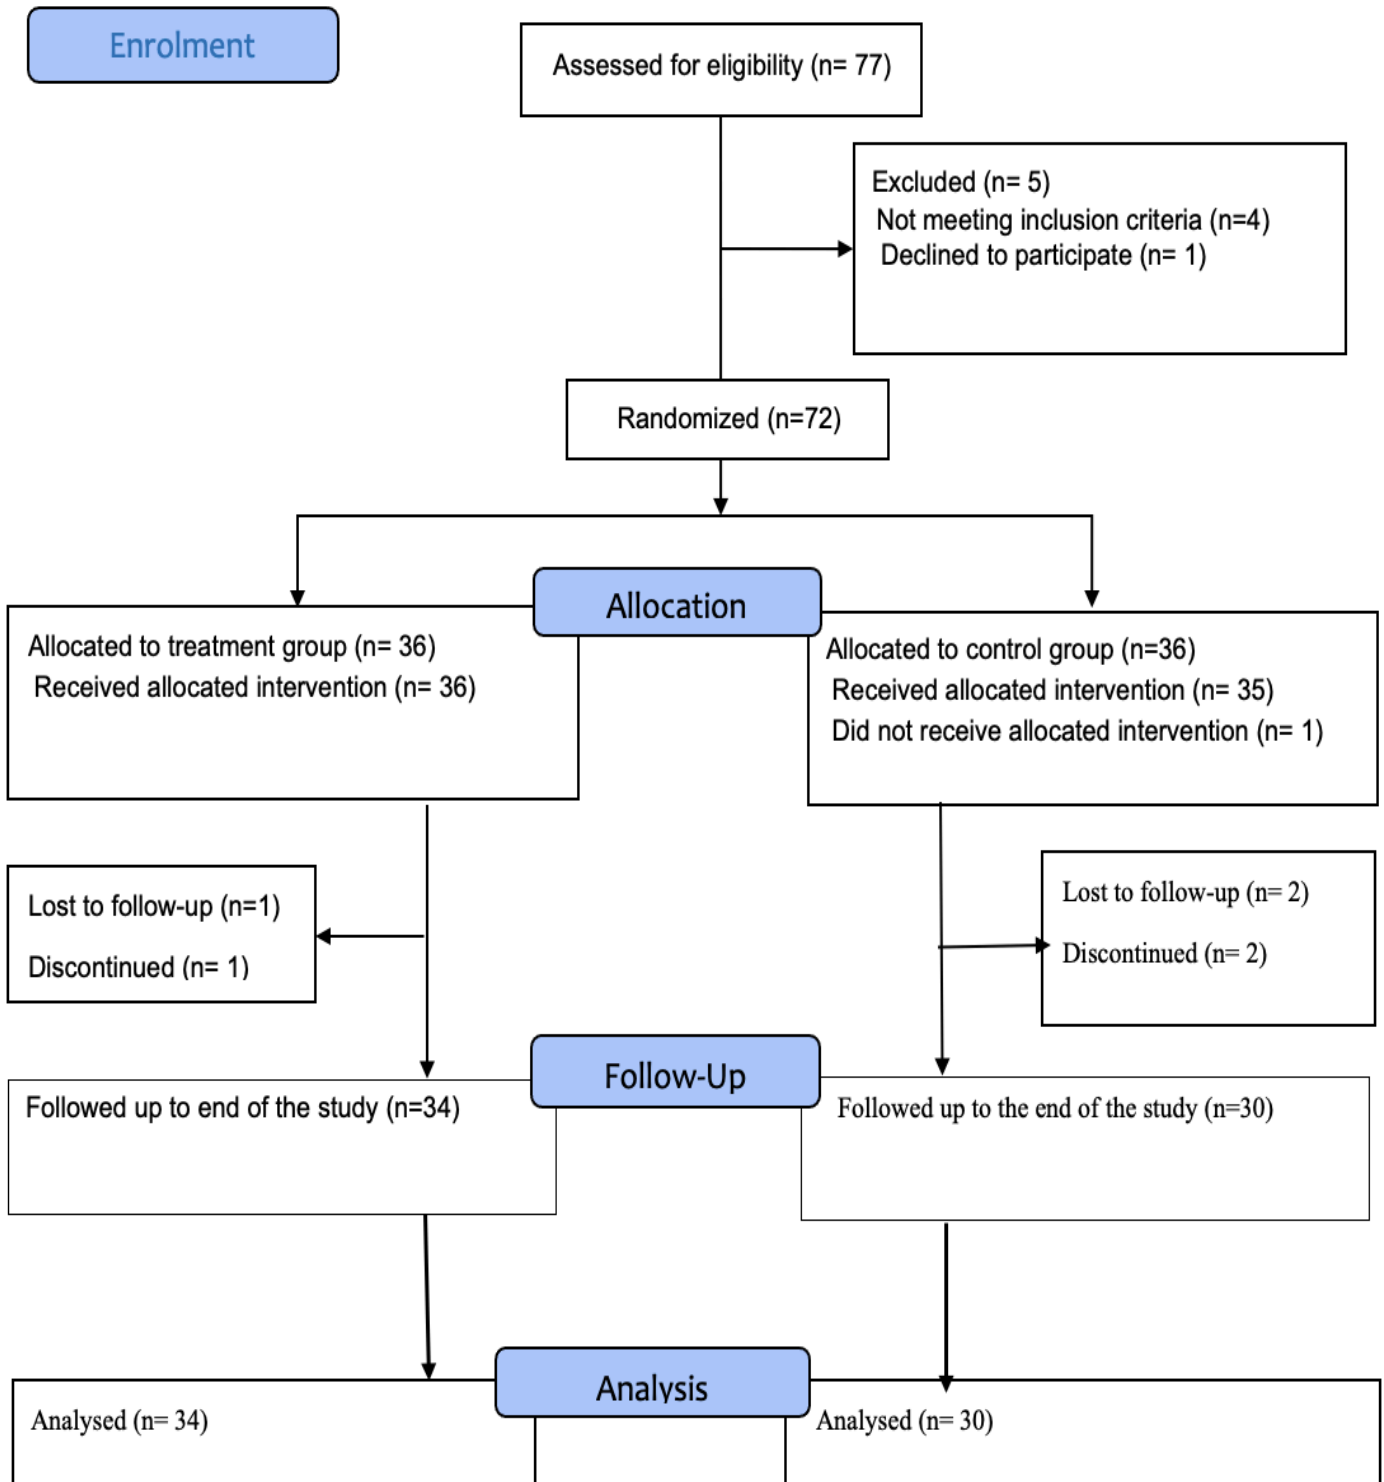 Enrolment
Assessed for eligibility (n= 77)
Excluded (n= 5)
Not meeting inclusion criteria (n=4)
Declined to participate (n= 1)
Randomized (n=72)
Allocation
Allocated to treatment group (n= 36)
Received allocated intervention (n= 36)
Allocated to control group (n=36)
Received allocated intervention (n= 35)
Did not receive allocated intervention (n= 1)
Lost to follow-up (n=1)
Discontinued (n= 1)
Lost to follow-up (n= 2)
Discontinued (n= 2)
Follow-Up
Followed up to end of the study (n=34)
Followed up to the end of the study (n=30)
Analysis
Analysed (n= 34)
Analysed (n= 30)